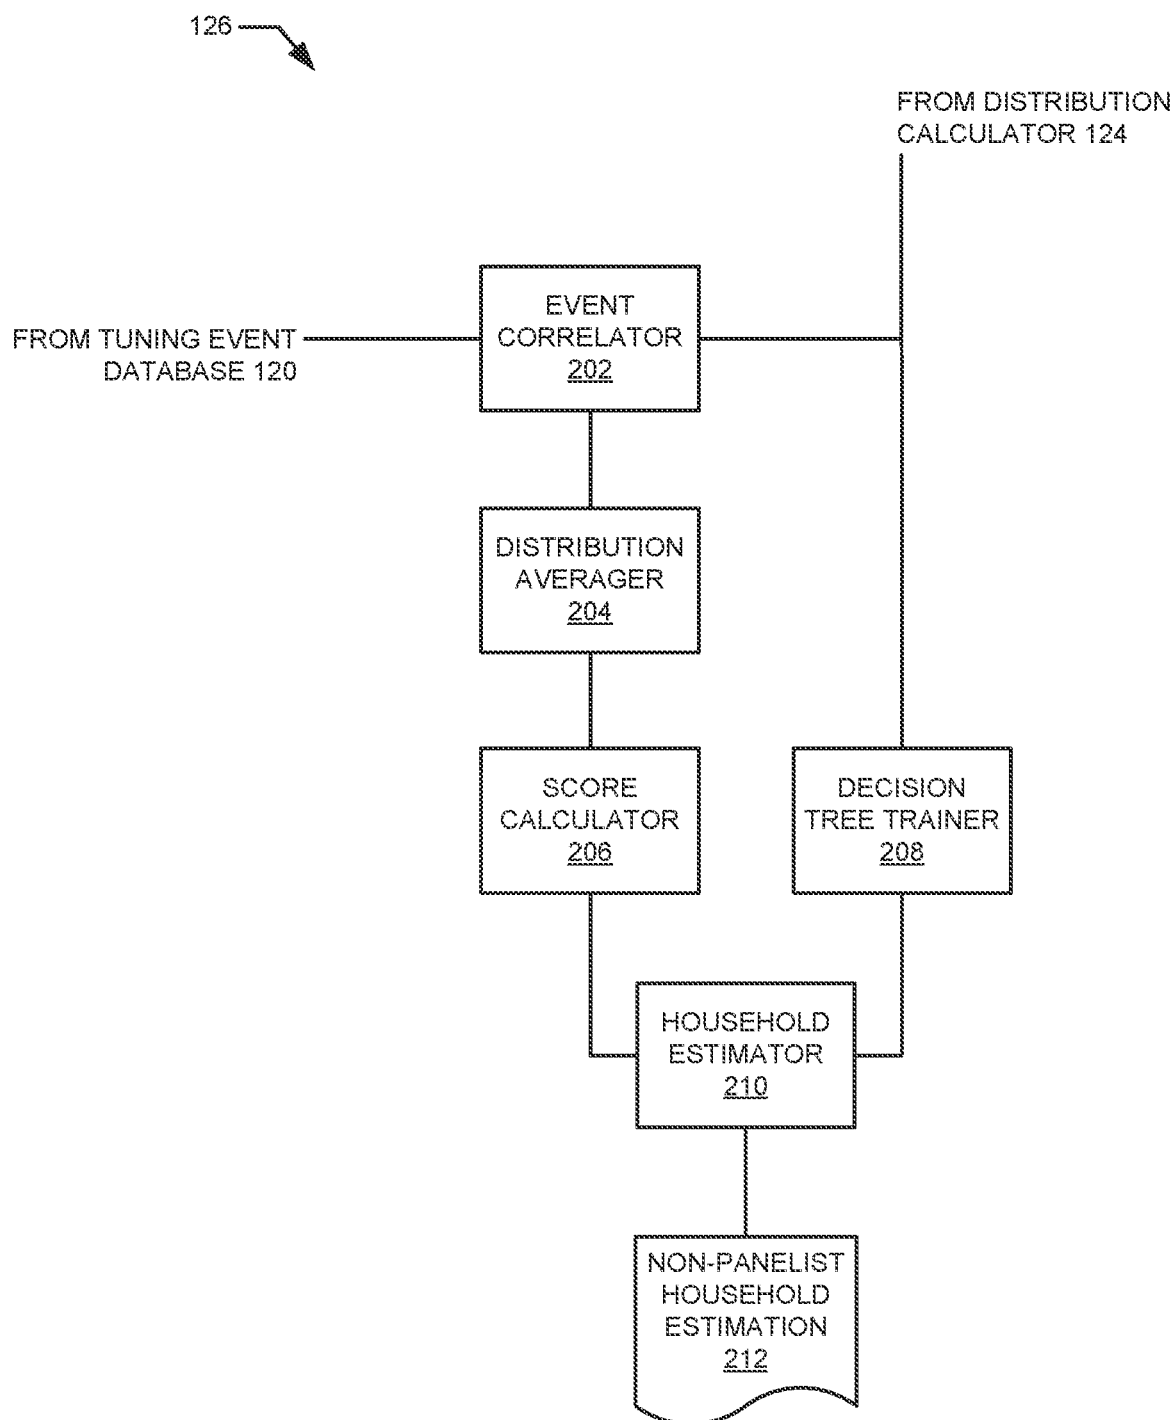 126
FROM DISTRIBUTION
CALCULATOR 124
EVENT
CORRELATOR
202
FROM TUNING EVENT
DATABASE 120
DISTRIBUTION
AVERAGER
204
SCORE
CALCULATOR
206
DECISION
TREE TRAINER
208
HOUSEHOLD
ESTIMATOR
210
NON-PANELIST
HOUSEHOLD
ESTIMATION
212